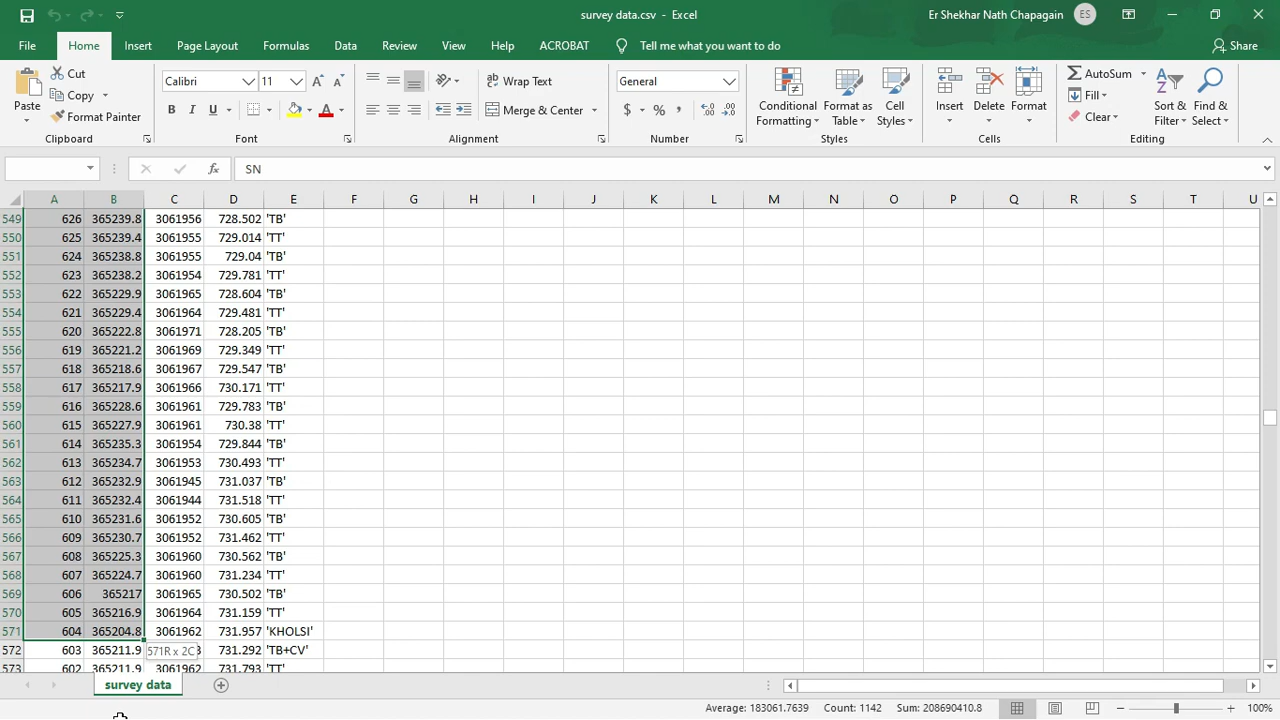 survey data.csv - Excel
Er Shekhar Nath Chapagain ES
File Home Insert Page Layout Formulas Data Review View Help ACROBAT Tell me what you want to do Share
Paste Cut Copy Format Painter Clipboard
Calibri 11 B I U A A A Font
ab Wrap Text Merge & Center Alignment
General $ % , Number
Conditional Formatting Format as Table Cell Styles Styles
Insert Delete Format Cells
AutoSum Fill Clear Sort & Filter Find & Select Editing
fx SN
A B C D E F G H I J K L M N O P Q R S T U
549 626 365239.8 3061956 728.502 'TB'
550 625 365239.4 3061955 729.014 'TT'
551 624 365238.8 3061955 729.04 'TB'
552 623 365238.2 3061954 729.781 'TT'
553 622 365229.9 3061965 728.604 'TB'
554 621 365229.4 3061964 729.481 'TT'
555 620 365222.8 3061971 728.205 'TB'
556 619 365221.2 3061969 729.349 'TT'
557 618 365218.6 3061967 729.547 'TB'
558 617 365217.9 3061966 730.171 'TT'
559 616 365228.6 3061961 729.783 'TB'
560 615 365227.9 3061961 730.38 'TT'
561 614 365235.3 3061954 729.844 'TB'
562 613 365234.7 3061953 730.493 'TT'
563 612 365232.9 3061945 731.037 'TB'
564 611 365232.4 3061944 731.518 'TT'
565 610 365231.6 3061952 730.605 'TB'
566 609 365230.7 3061952 731.462 'TT'
567 608 365225.3 3061960 730.562 'TB'
568 607 365224.7 3061960 731.234 'TT'
569 606 365217 3061965 730.502 'TB'
570 605 365216.9 3061964 731.159 'TT'
571 604 365204.8 3061962 731.957 'KHOLSI'
572 603 365211.9 571R x 2C 731.292 'TB+CV'
573 602 365211.9 731.793 'TT'
survey data
Average: 183061.7639 Count: 1142 Sum: 208690410.8 100%